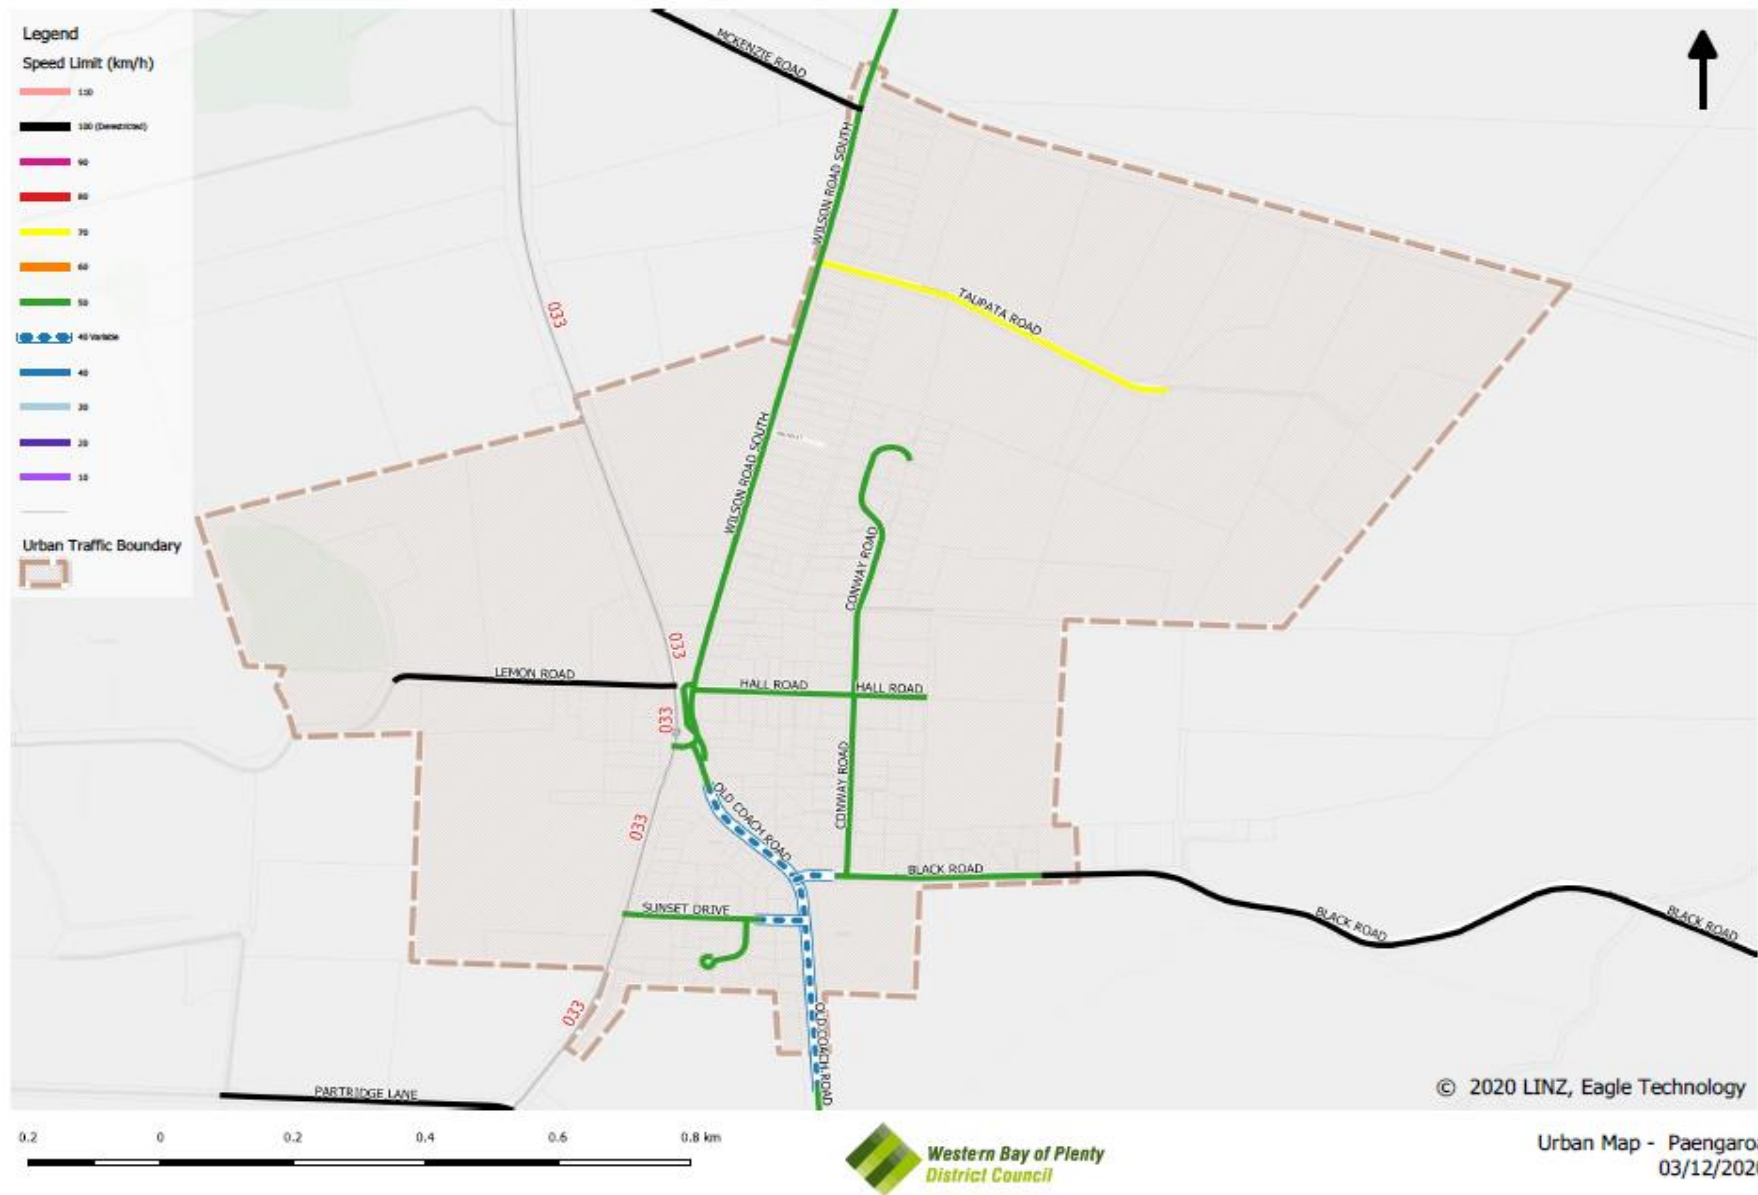 Legend
Speed Limit (km/h)
110
100 (Derestricted)
90
80
70
60
50
40 Variable
40
30
20
10
Urban Traffic Boundary
MCKENZIE ROAD
WILSON ROAD SOUTH
TAUPATA ROAD
033
WILSON ROAD SOUTH
CONWAY ROAD
033
LEMON ROAD
HALL ROAD
HALL ROAD
033
CONWAY ROAD
OLD COACH ROAD
033
BLACK ROAD
SUNSET DRIVE
BLACK ROAD
BLACK ROAD
033
OLD COACH ROAD
PARTRIDGE LANE
© 2020 LINZ, Eagle Technology
0.2 0 0.2 0.4 0.6 0.8 km
Western Bay of Plenty
District Council
Urban Map - Paengaroa
03/12/2020